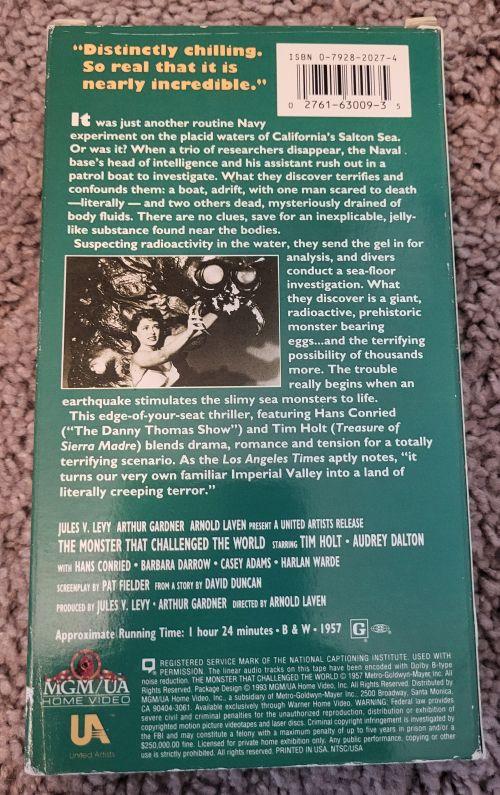 "Distinctly chilling.
So real that it is
nearly incredible."
ISBN 0-7928-2027-4
0 2761-63009-3 5
It was just another routine Navy
experiment on the placid waters of California's Salton Sea.
Or was it? When a trio of researchers disappear, the Naval
base's head of intelligence and his assistant rush out in a
patrol boat to investigate. What they discover terrifies and
confounds them: a boat, adrift, with one man scared to death
—literally — and two others dead, mysteriously drained of
body fluids. There are no clues, save for an inexplicable, jelly-
like substance found near the bodies.
Suspecting radioactivity in the water, they send the gel in for
analysis, and divers
conduct a sea-floor
investigation. What
they discover is a giant,
radioactive, prehistoric
monster bearing
eggs...and the terrifying
possibility of thousands
more. The trouble
really begins when an
earthquake stimulates the slimy sea monsters to life.
This edge-of-your-seat thriller, featuring Hans Conried
("The Danny Thomas Show") and Tim Holt (Treasure of
Sierra Madre) blends drama, romance and tension for a totally
terrifying scenario. As the Los Angeles Times aptly notes, "it
turns our very own familiar Imperial Valley into a land of
literally creeping terror."
JULES V. LEVY ARTHUR GARDNER ARNOLD LAVEN PRESENT A UNITED ARTISTS RELEASE
THE MONSTER THAT CHALLENGED THE WORLD STARRING TIM HOLT • AUDREY DALTON
WITH HANS CONRIED • BARBARA DARROW • CASEY ADAMS • HARLAN WARDE
SCREENPLAY BY PAT FIELDER FROM A STORY BY DAVID DUNCAN
PRODUCED BY JULES V. LEVY • ARTHUR GARDNER DIRECTED BY ARNOLD LAVEN
Approximate Running Time: 1 hour 24 minutes • B & W • 1957 G
MGM/UA
HOME VIDEO
UA
United Artists
REGISTERED SERVICE MARK OF THE NATIONAL CAPTIONING INSTITUTE. USED WITH
PERMISSION. The linear audio tracks on this tape have been encoded with Dolby B-type
noise reduction. THE MONSTER THAT CHALLENGED THE WORLD © 1957 Metro-Goldwyn-Mayer, Inc. All
Rights Reserved. Package Design © 1993 MGM/UA Home Video, Inc. All Rights Reserved. Distributed by
MGM/UA Home Video, Inc., a subsidiary of Metro-Goldwyn-Mayer Inc., 2500 Broadway, Santa Monica,
CA 90404-3061. Available exclusively through Warner Home Video. WARNING: Federal law provides
severe civil and criminal penalties for the unauthorized reproduction, distribution or exhibition of
copyrighted motion picture videotapes and laser discs. Criminal copyright infringement is investigated by
the FBI and may constitute a felony with a maximum penalty of up to five years in prison and/or a
$250,000.00 fine. Licensed for private home exhibition only. Any public performance, copying or other
use is strictly prohibited. All rights reserved. PRINTED IN USA. NTSC/USA